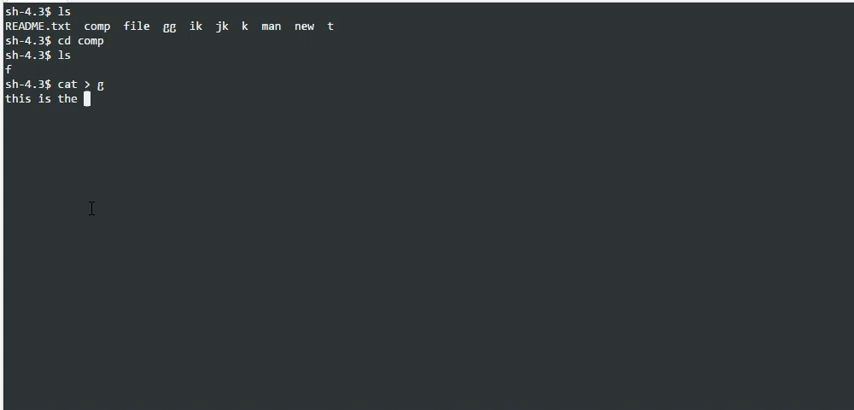 sh-4.3$ ls
README.txt  comp  file  gg  ik  jk  k  man  new  t
sh-4.3$ cd comp
sh-4.3$ ls
f
sh-4.3$ cat > g
this is the